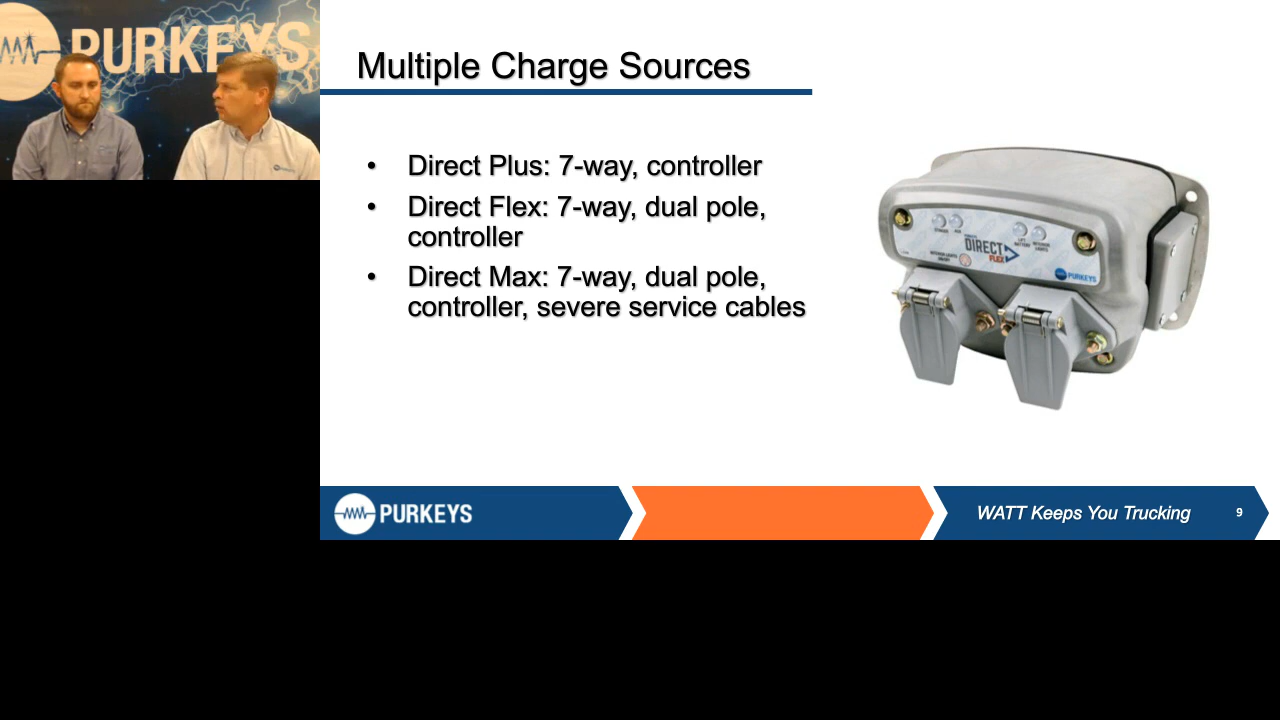 PURKEYS
Multiple Charge Sources
• Direct Plus: 7-way, controller
• Direct Flex: 7-way, dual pole,
controller
• Direct Max: 7-way, dual pole,
controller, severe service cables
DIRECT
FLEX
PURKEYS
PURKEYS
WATT Keeps You Trucking
9